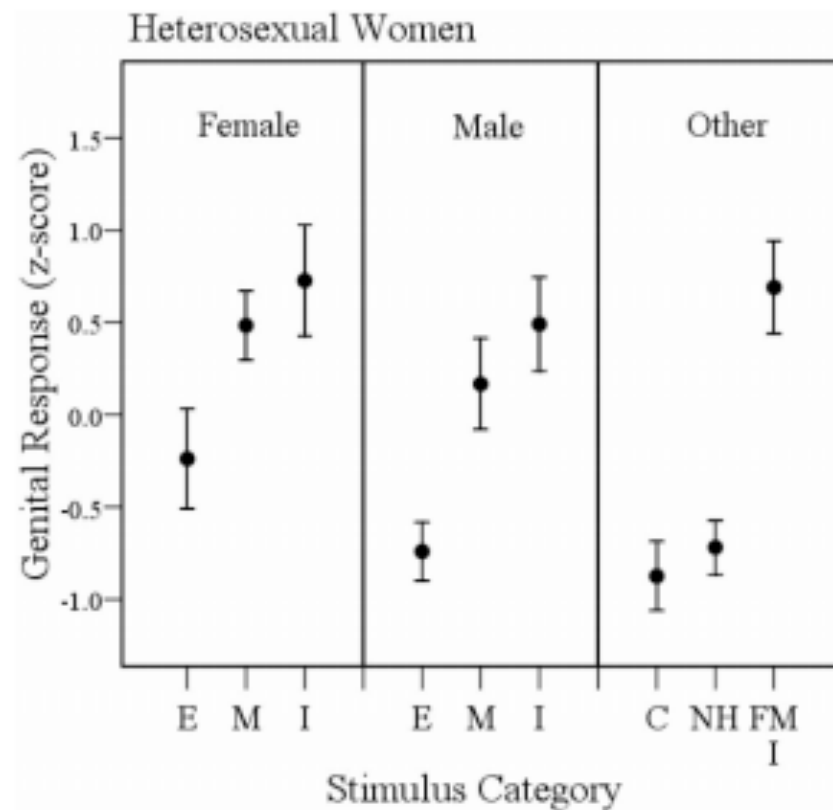 Heterosexual Women
Female Male Other
Genital Response (z-score)
1.5
1.0
0.5
0.0
-0.5
-1.0
E M I E M I C NH FM
I
Stimulus Category